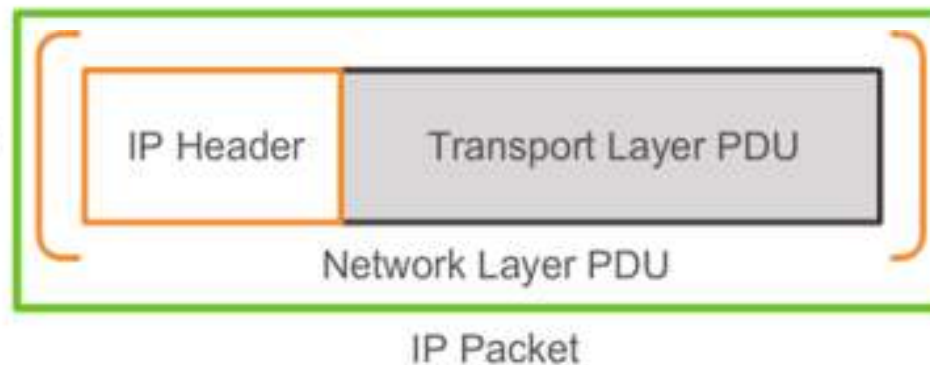 IP Header
Transport Layer PDU
Network Layer PDU
IP Packet